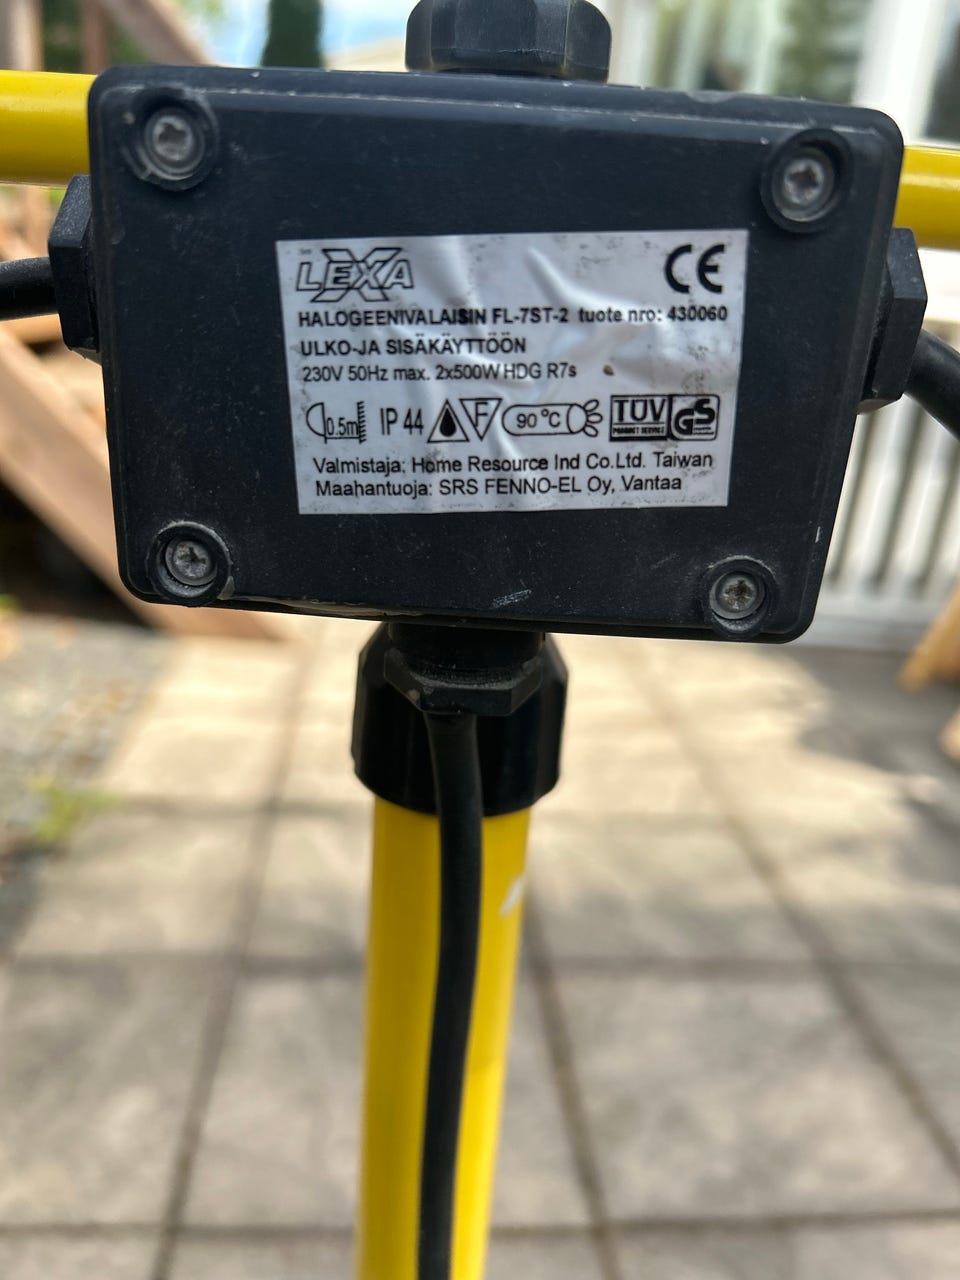 LEXA CE
HALOGEENIVALAISIN FL-7ST-2 tuote nro: 430060
ULKO-JA SISÄKÄYTTÖÖN
230V 50Hz max. 2x500W HDG R7s
0.5m IP 44 F 90 °C TÜV GS
PRODUCT SERVICE
Valmistaja: Home Resource Ind Co.Ltd. Taiwan
Maahantuoja: SRS FENNO-EL Oy, Vantaa